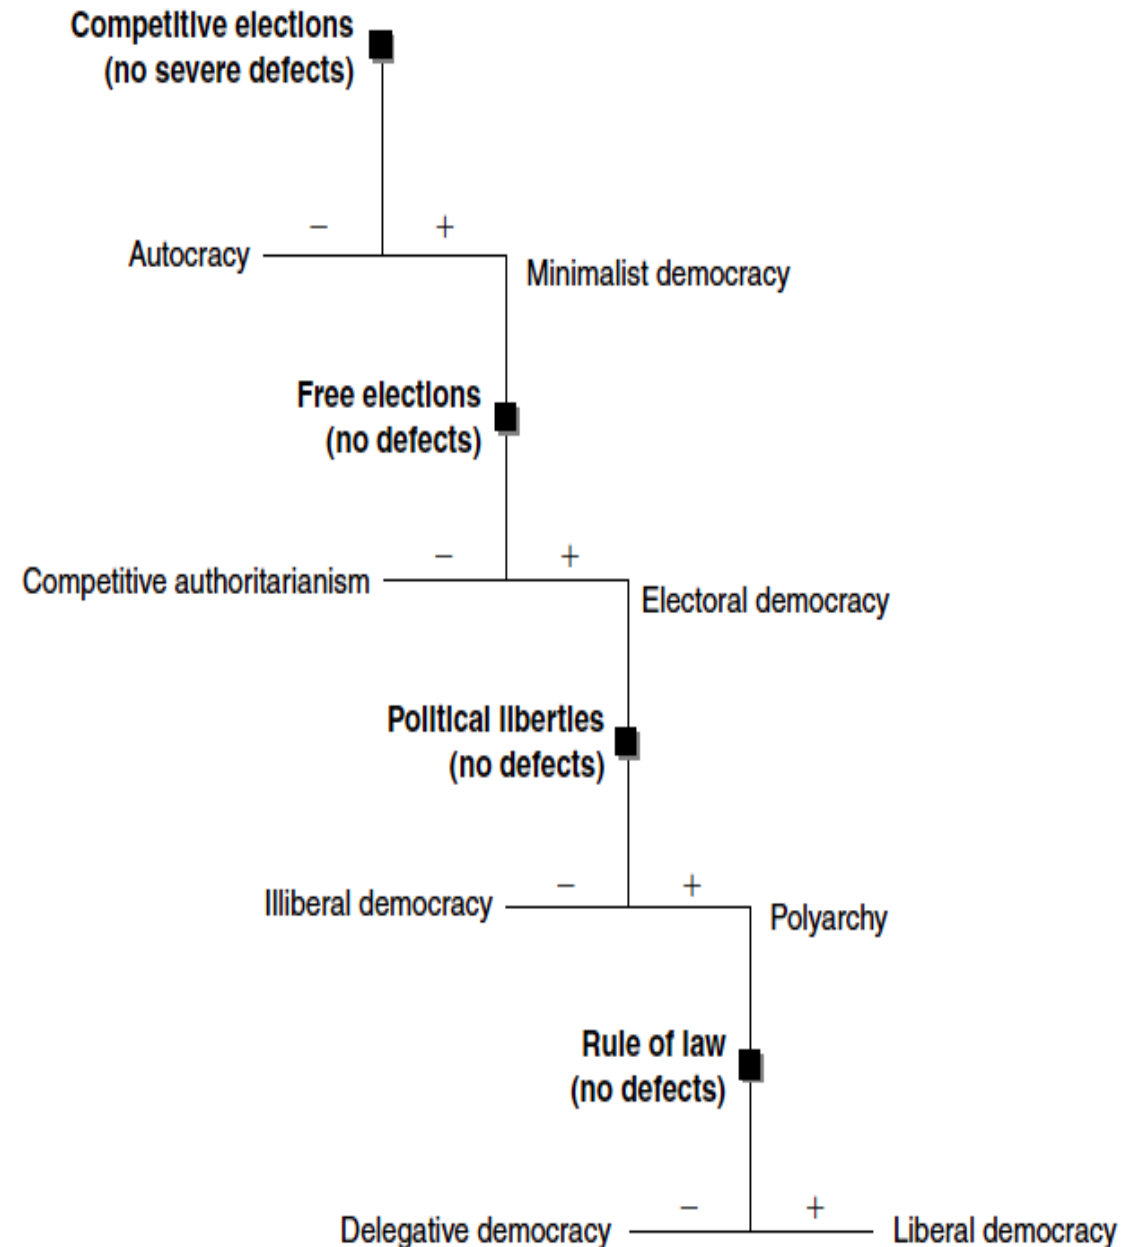 Competitive elections
(no severe defects)
− +
Autocracy
Minimalist democracy
Free elections
(no defects)
− +
Competitive authoritarianism
Electoral democracy
Political liberties
(no defects)
− +
Illiberal democracy
Polyarchy
Rule of law
(no defects)
− +
Delegative democracy
Liberal democracy